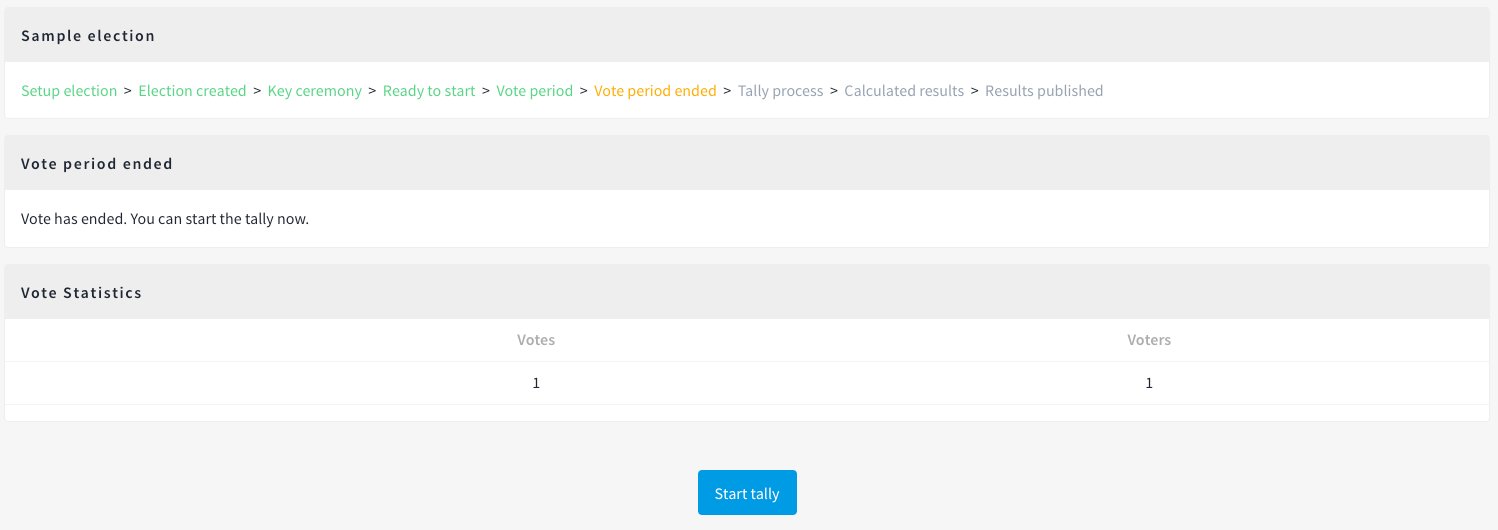 Sample election
Setup election > Election created > Key ceremony > Ready to start > Vote period > Vote period ended > Tally process > Calculated results > Results published
Vote period ended
Vote has ended. You can start the tally now.
Vote Statistics
Votes Voters
1 1
Start tally